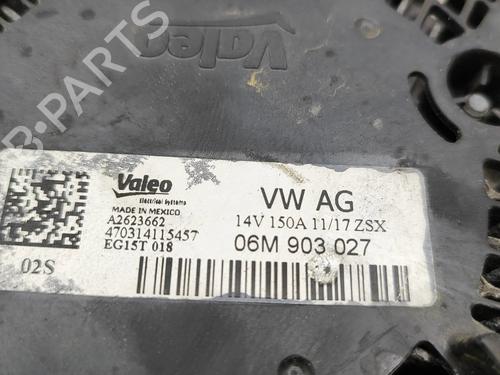 Valeo
B-PARTS
Valeo
Electrical Systems
MADE IN MEXICO
A2623662
470314115457
EG15T 018
02S
VW AG
14V 150A 11/17 ZSX
06M 903 027